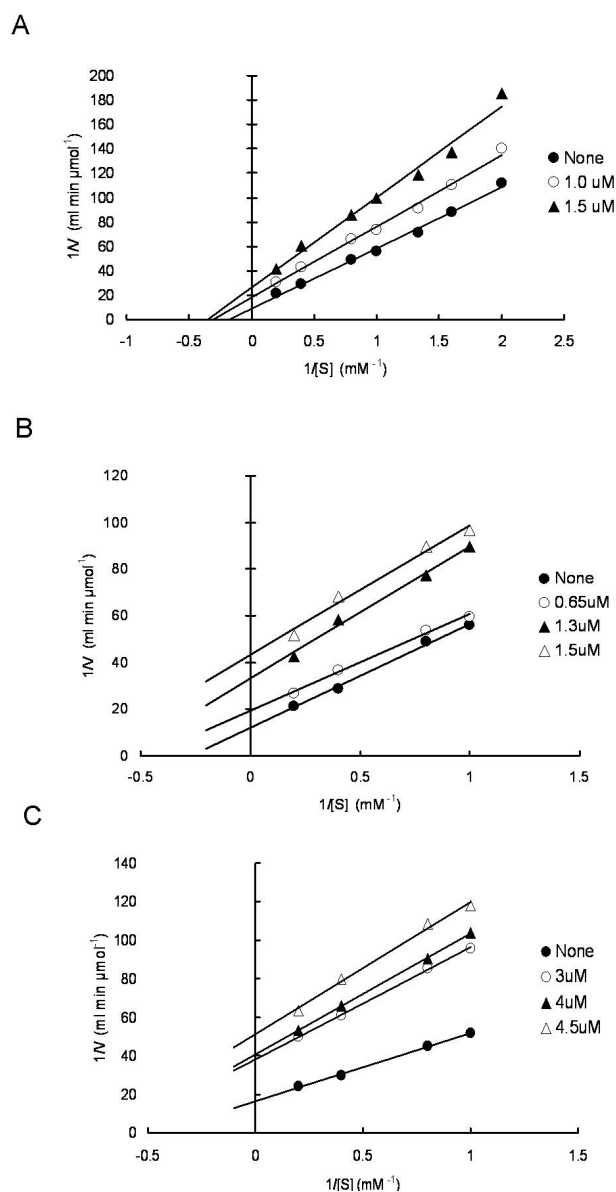 A
1/V (ml min µmol⁻¹)
200
180
160
140
120
100
80
60
40
20
0
-1 -0.5 0 0.5 1 1.5 2 2.5
1/[S] (mM⁻¹)
None
1.0 uM
1.5 uM
B
1/V (ml min µmol⁻¹)
120
100
80
60
40
20
0
-0.5 0 0.5 1 1.5
1/[S] (mM⁻¹)
None
0.65uM
1.3uM
1.5uM
C
1/V (ml min µmol⁻¹)
140
120
100
80
60
40
20
0
-0.5 0 0.5 1 1.5
1/[S] (mM⁻¹)
None
3uM
4uM
4.5uM